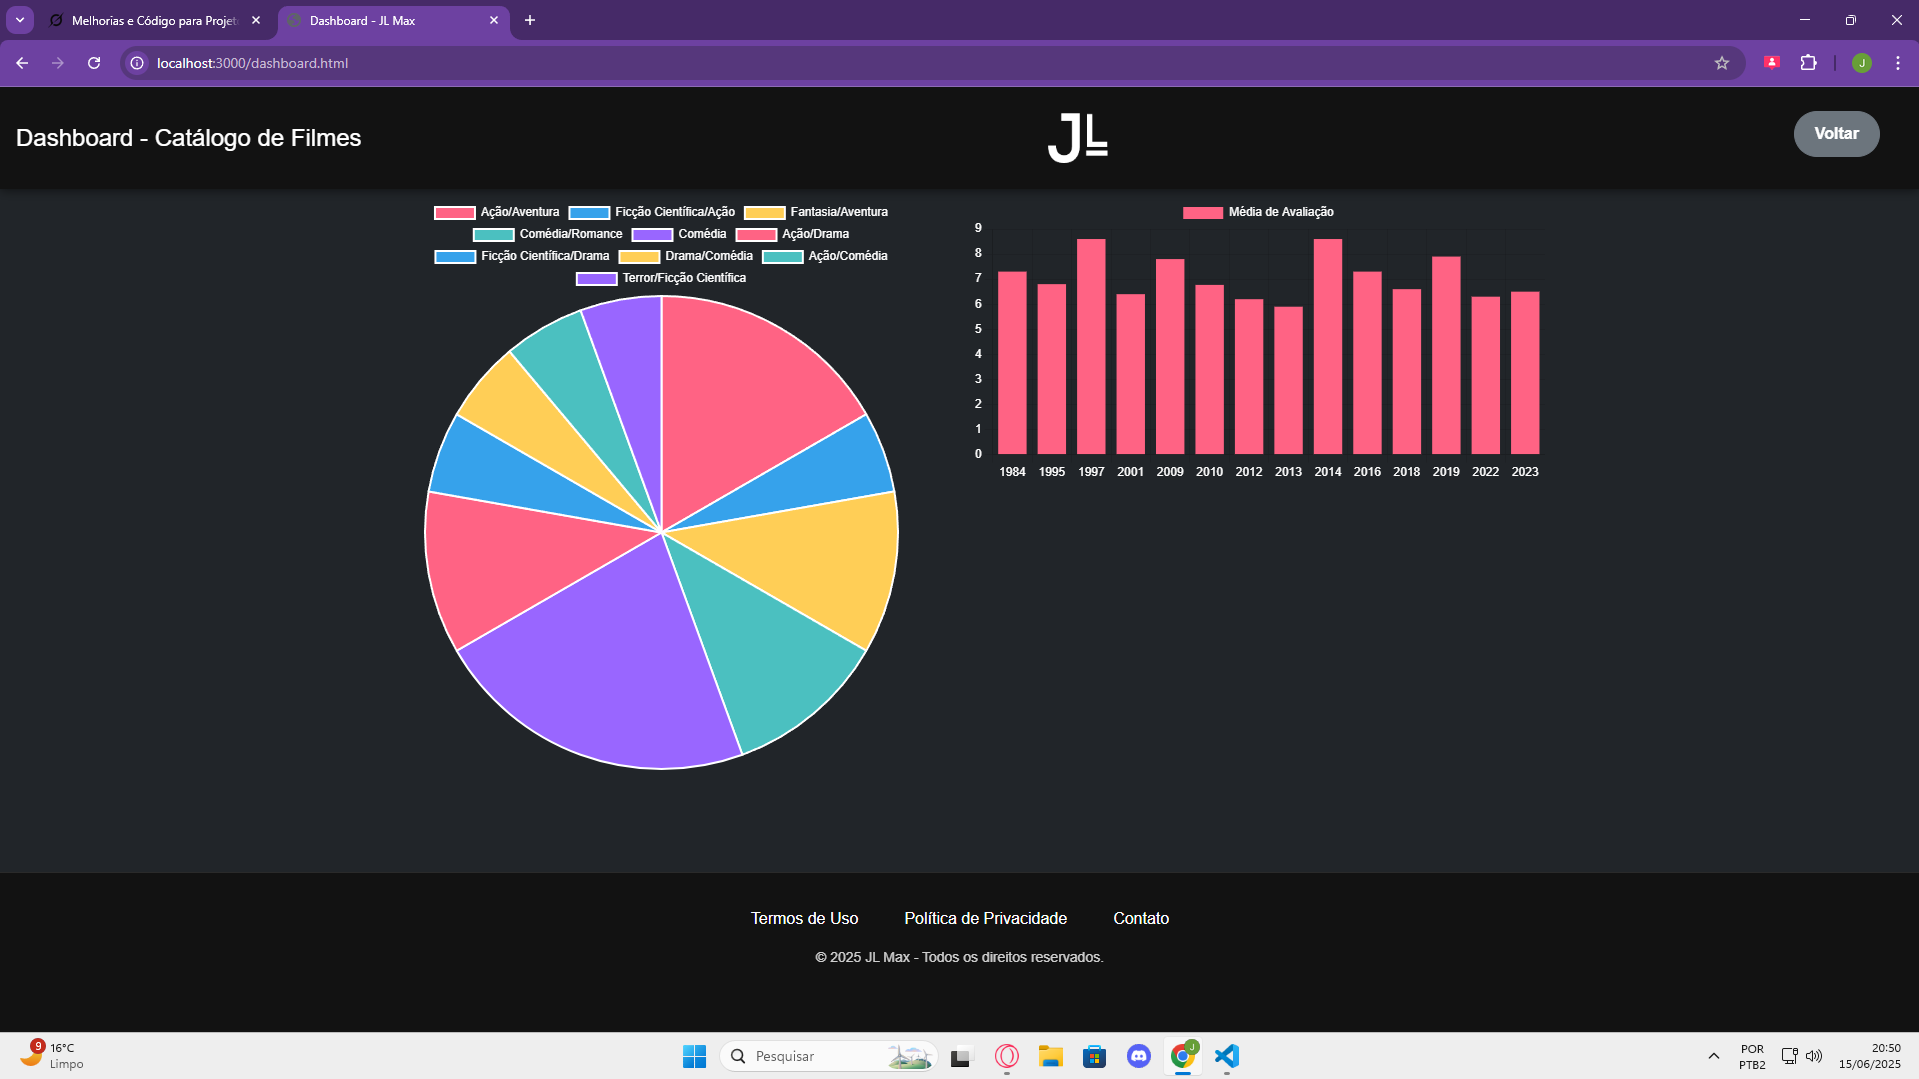 Melhorias e Código para Projet
Dashboard - JL Max
localhost:3000/dashboard.html
J
Dashboard - Catálogo de Filmes
JL
Voltar
Ação/Aventura Ficção Científica/Ação Fantasia/Aventura
Comédia/Romance Comédia Ação/Drama
Ficção Científica/Drama Drama/Comédia Ação/Comédia
Terror/Ficção Científica
Média de Avaliação
9
8
7
6
5
4
3
2
1
0
1984 1995 1997 2001 2009 2010 2012 2013 2014 2016 2018 2019 2022 2023
Termos de Uso Política de Privacidade Contato
© 2025 JL Max - Todos os direitos reservados.
9
16°C
Limpo
Pesquisar
J
POR
PTB2
20:50
15/06/2025